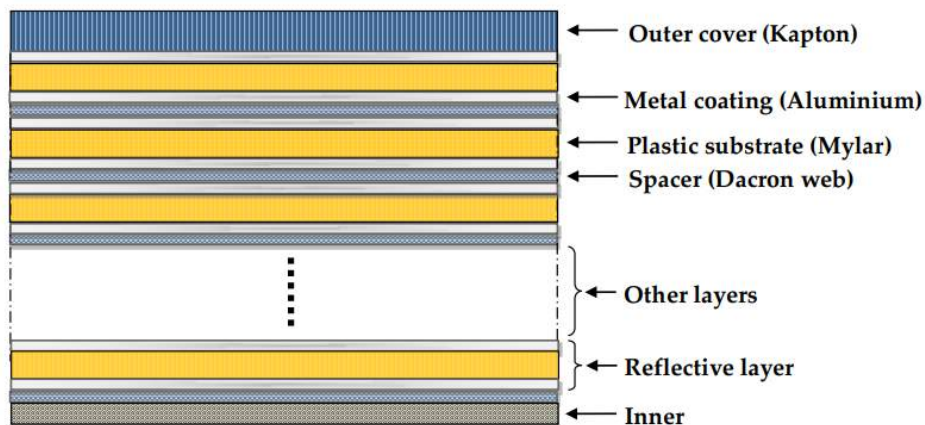 Outer cover (Kapton)
Metal coating (Aluminium)
Plastic substrate (Mylar)
Spacer (Dacron web)
Other layers
Reflective layer
Inner